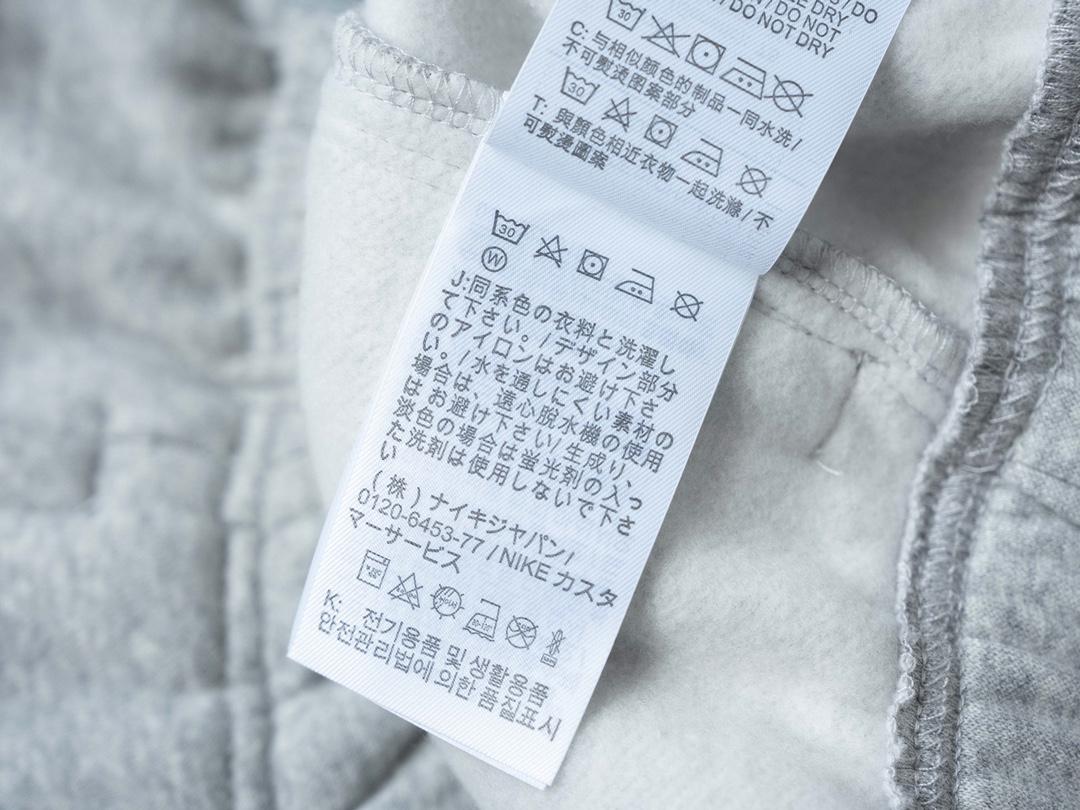 / DO
DRY
/ DO NOT
/ DO NOT DRY
30
C: 与相似颜色的制品一同水洗 /
不可熨烫图案部分
30
T: 與顏色相近衣物一起洗滌 / 不
可熨燙圖案
30
W
J:同系色の衣料と洗濯し
て下さい。/デザイン部分
のアイロンはお避け下さ
い。/水を通しにくい素材の
場合は、遠心脱水機の使用
はお避け下さい/生成り、
淡色の場合は蛍光剤の入っ
た洗剤は使用しないで下さ
い
(株)ナイキジャパン/
0120-6453-77 / NIKE カスタ
マーサービス
K: 전기용품 및 생활용품
안전관리법에 의한 품질표시